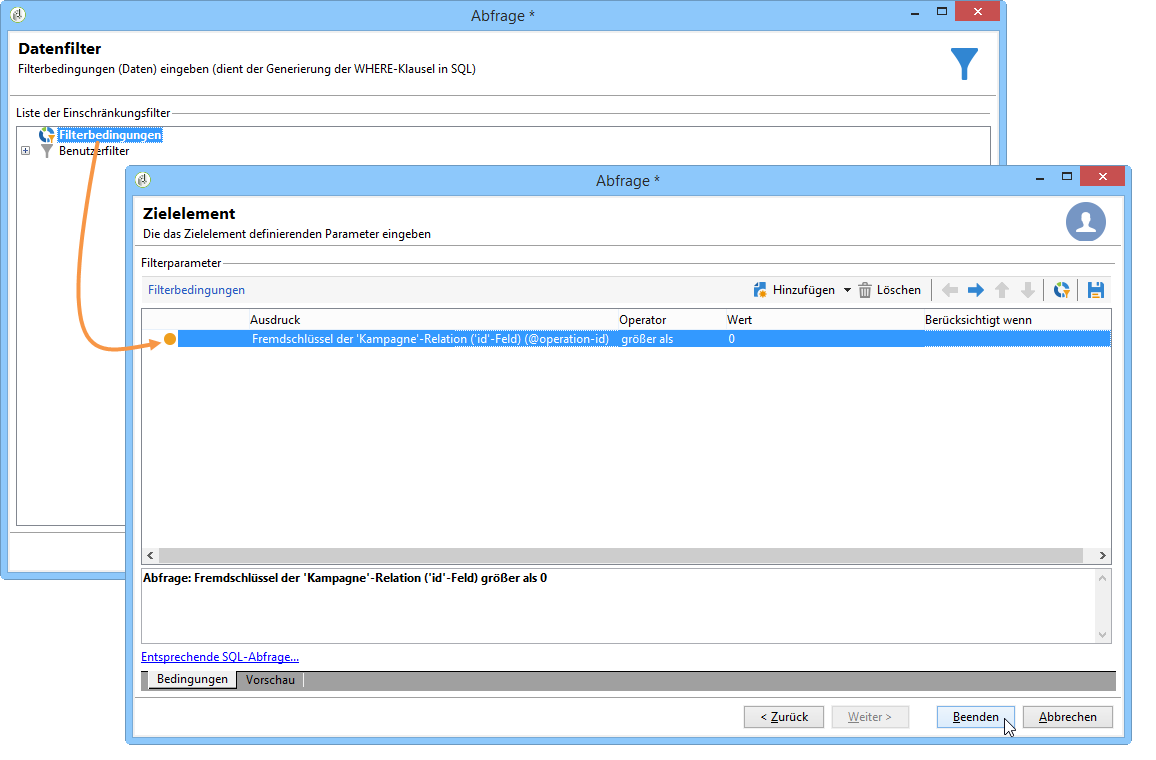 Abfrage *
Datenfilter
Filterbedingungen (Daten) eingeben (dient der Generierung der WHERE-Klausel in SQL)
Liste der Einschränkungsfilter
Filterbedingungen
Benutzerfilter
Abfrage *
Zielelement
Die das Zielelement definierenden Parameter eingeben
Filterparameter
Filterbedingungen Hinzufügen Löschen
Ausdruck Operator Wert Berücksichtigt wenn
Fremdschlüssel der 'Kampagne'-Relation ('id'-Feld) (@operation-id) größer als 0
Abfrage: Fremdschlüssel der 'Kampagne'-Relation ('id'-Feld) größer als 0
Entsprechende SQL-Abfrage...
Bedingungen Vorschau
< Zurück Weiter > Beenden Abbrechen